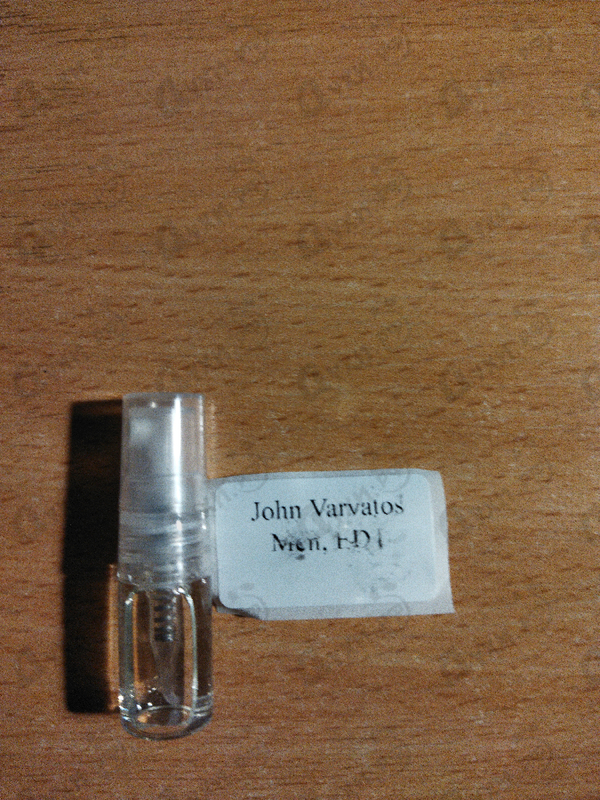 John Varvatos
Men, EDT